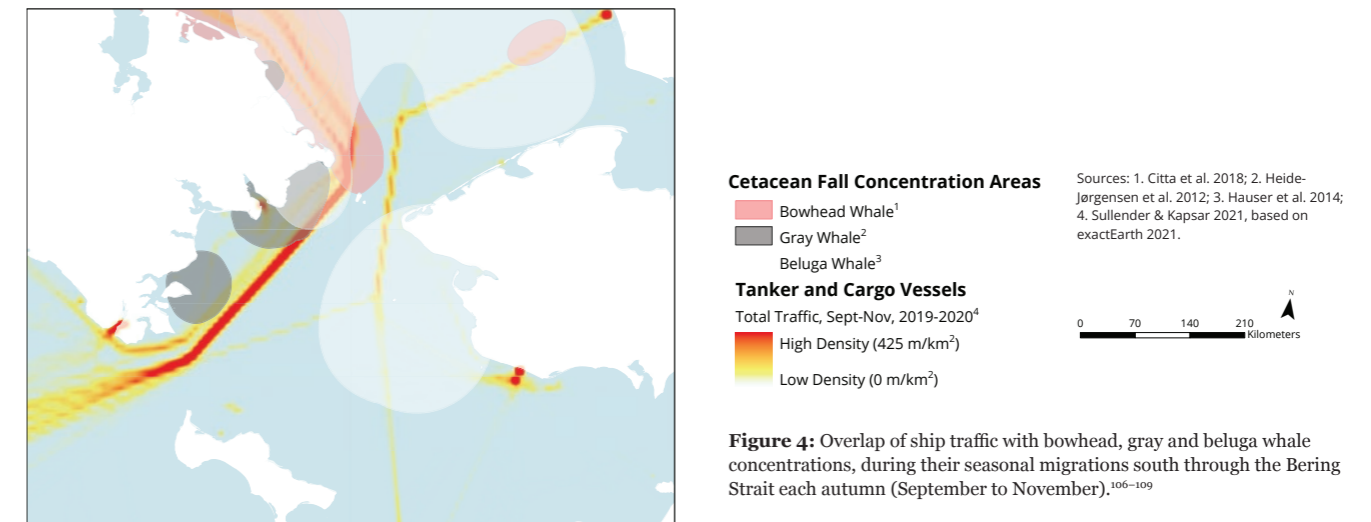 Cetacean Fall Concentration Areas
Bowhead Whale¹
Gray Whale²
Beluga Whale³
Tanker and Cargo Vessels
Total Traffic, Sept-Nov, 2019-2020⁴
High Density (425 m/km²)
Low Density (0 m/km²)
Sources: 1. Citta et al. 2018; 2. Heide-
Jørgensen et al. 2012; 3. Hauser et al. 2014;
4. Sullender & Kapsar 2021, based on
exactEarth 2021.
N
0 70 140 210
Kilometers
Figure 4: Overlap of ship traffic with bowhead, gray and beluga whale
concentrations, during their seasonal migrations south through the Bering
Strait each autumn (September to November).¹⁰⁶⁻¹⁰⁹